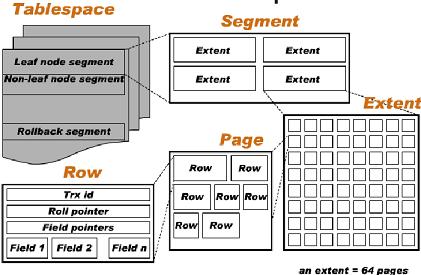 Tablespace
Segment
Leaf node segment
Non-leaf node segment
Rollback segment
Extent
Extent
Extent
Extent
Extent
Row
Trx id
Roll pointer
Field pointers
Field 1
Field 2
Field n
Page
Row
Row
Row
Row
Row
Row
Row
an extent = 64 pages